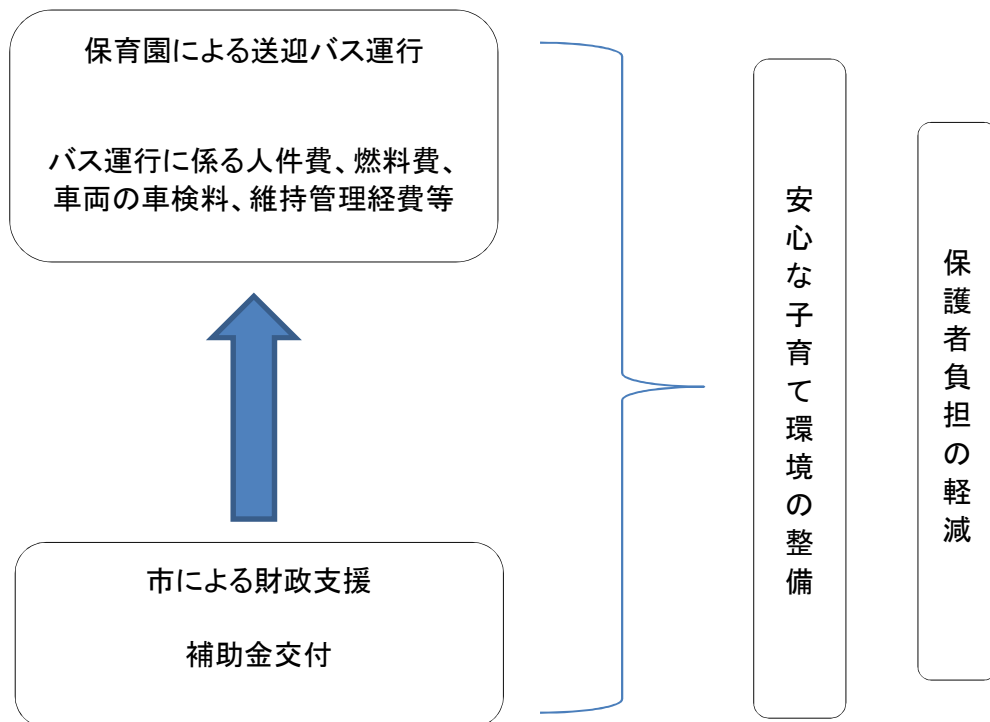 保育園による送迎バス運行
バス運行に係る人件費、燃料費、
車両の車検料、維持管理経費等
市による財政支援
補助金交付
安心な子育て環境の整備
保護者負担の軽減